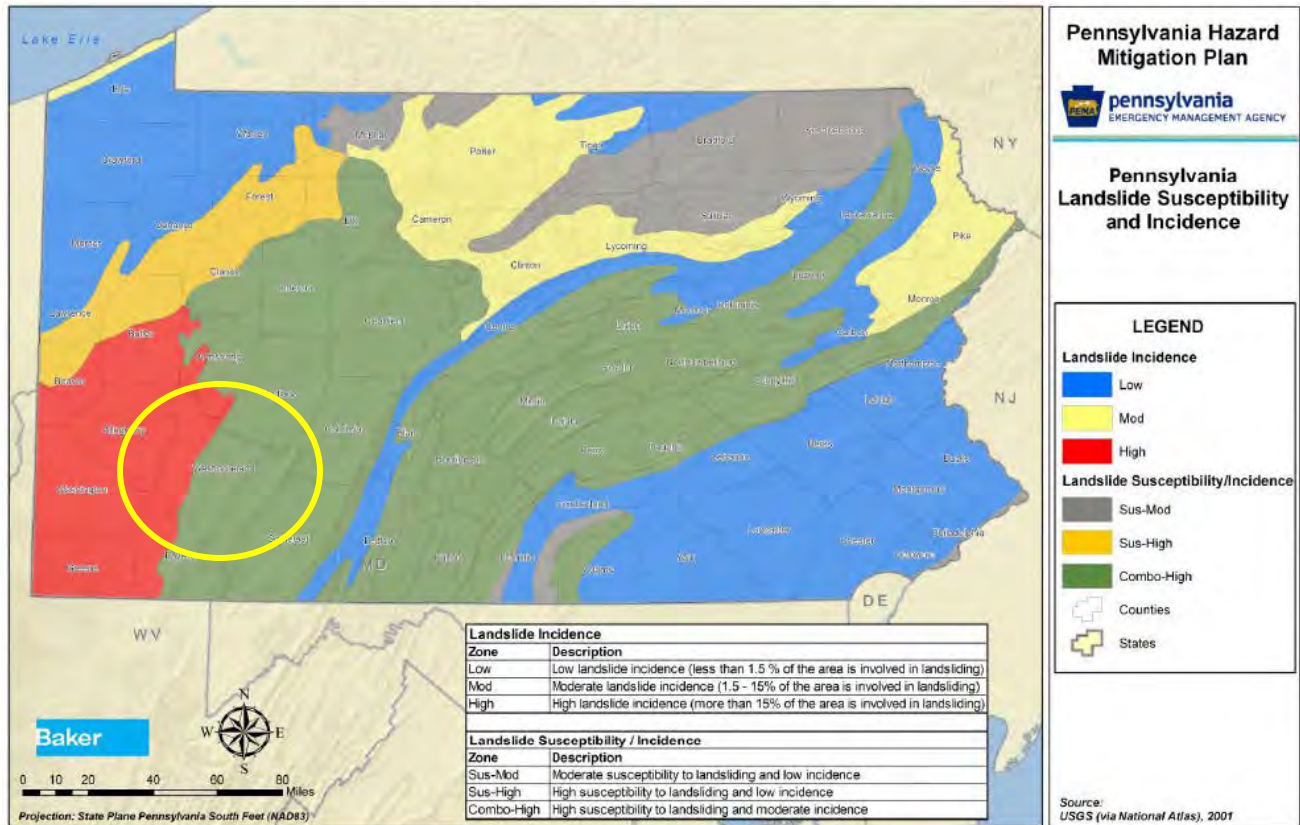 Lake Erie
Erie
Crawford
Warren
McKean
Potter
Tioga
Bradford
Susquehanna
Wayne
NY
Forest
Venango
Mercer
Elk
Cameron
Sullivan
Wyoming
Lackawanna
Pike
Clinton
Lycoming
Clarion
Jefferson
Clearfield
Lawrence
Butler
Centre
Union
Columbia
Luzerne
Monroe
Carbon
Beaver
Armstrong
Snyder
Northumberland
Schuylkill
Northampton
NJ
Mifflin
Juniata
Lehigh
Allegheny
Cambria
Blair
Westmoreland
Huntingdon
Perry
Dauphin
Lebanon
Berks
Bucks
Washington
Montgomery
Cumberland
Lancaster
Chester
Philadelphia
Delaware
Somerset
Bedford
Fulton
Franklin
Adams
York
Greene
MD
DE
WV
Landslide Incidence
Zone Description
Low Low landslide incidence (less than 1.5 % of the area is involved in landsliding)
Mod Moderate landslide incidence (1.5 - 15% of the area is involved in landsliding)
High High landslide incidence (more than 15% of the area is involved in landsliding)
Landslide Susceptibility / Incidence
Zone Description
Sus-Mod Moderate susceptibility to landsliding and low incidence
Sus-High High susceptibility to landsliding and low incidence
Combo-High High susceptibility to landsliding and moderate incidence
Baker
N
W E
S
0 10 20 40 60 80
Miles
Projection: State Plane Pennsylvania South Feet (NAD83)
Pennsylvania Hazard
Mitigation Plan
PEMA
pennsylvania
EMERGENCY MANAGEMENT AGENCY
Pennsylvania
Landslide Susceptibility
and Incidence
LEGEND
Landslide Incidence
Low
Mod
High
Landslide Susceptibility/Incidence
Sus-Mod
Sus-High
Combo-High
Counties
States
Source:
USGS (via National Atlas), 2001